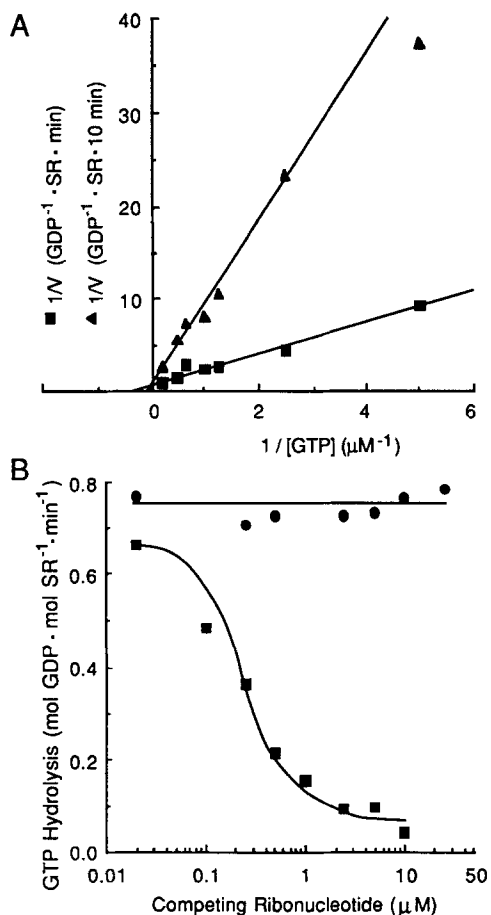 A
40
30
20
10
■ 1/V (GDP⁻¹ · SR · min)
▲ 1/V (GDP⁻¹ · SR · 10 min)
0 2 4 6
1 / [GTP] (μM⁻¹)
B
0.8
0.6
0.4
0.2
0.0
GTP Hydrolysis (mol GDP · mol SR⁻¹ · min⁻¹)
0.01 0.1 1 10 50
Competing Ribonucleotide (μM)